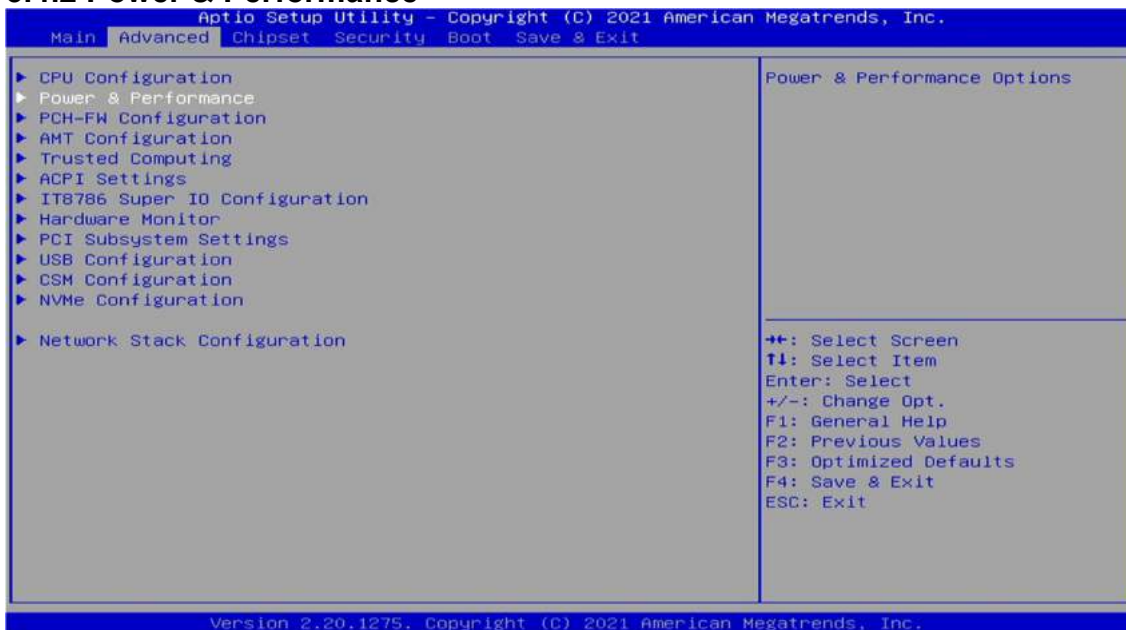 Power & Performance
Aptio Setup Utility – Copyright (C) 2021 American Megatrends, Inc.
Main Advanced Chipset Security Boot Save & Exit
► CPU Configuration
► Power & Performance
► PCH-FW Configuration
► AMT Configuration
► Trusted Computing
► ACPI Settings
► IT8786 Super IO Configuration
► Hardware Monitor
► PCI Subsystem Settings
► USB Configuration
► CSM Configuration
► NVMe Configuration
► Network Stack Configuration
Power & Performance Options
→←: Select Screen
↑↓: Select Item
Enter: Select
+/-: Change Opt.
F1: General Help
F2: Previous Values
F3: Optimized Defaults
F4: Save & Exit
ESC: Exit
Version 2.20.1275. Copyright (C) 2021 American Megatrends, Inc.